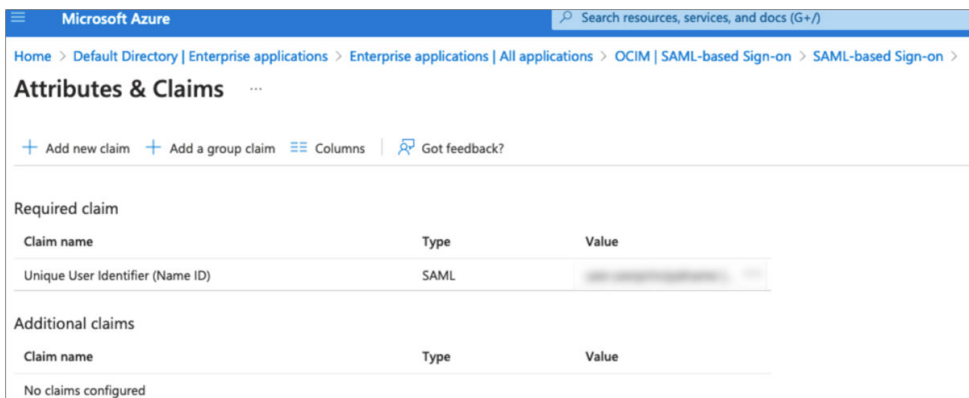 Microsoft Azure
Search resources, services, and docs (G+/)
Home > Default Directory | Enterprise applications > Enterprise applications | All applications > OCIM | SAML-based Sign-on > SAML-based Sign-on >
Attributes & Claims ...
+ Add new claim + Add a group claim Columns Got feedback?
Required claim
Claim name Type Value
Unique User Identifier (Name ID) SAML
Additional claims
Claim name Type Value
No claims configured